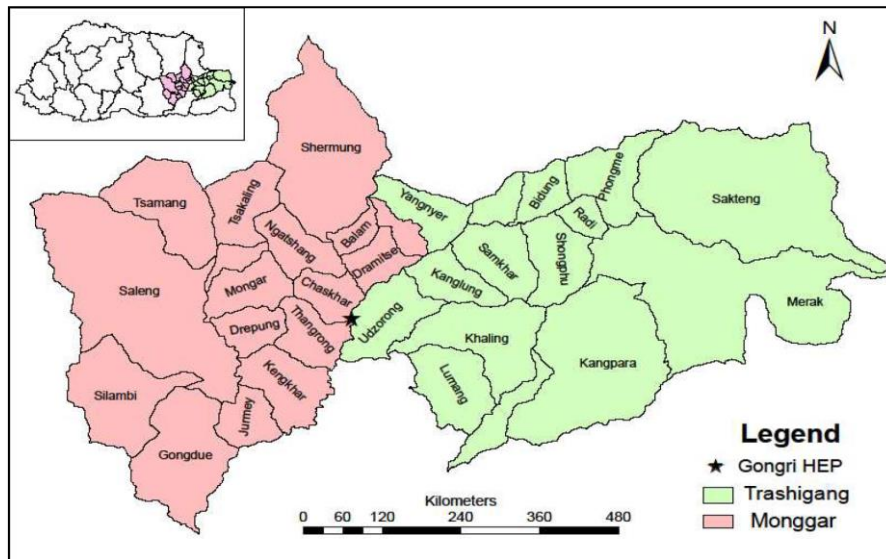 N
Shermung
Tsamang
Tsakaling
Yangnyer
Bidung
Phongme
Sakteng
Ngatshang
Balam
Dramitse
Radi
Samkhar
Shongphu
Saleng
Mongar
Chaskhar
Kanglung
Merak
Drepung
Thangrong
Udzorong
Khaling
Kangpara
Silambi
Kengkhar
Lumang
Jurmey
Gongdue
Legend
Gongri HEP
Trashigang
Monggar
Kilometers
0 60 120 240 360 480